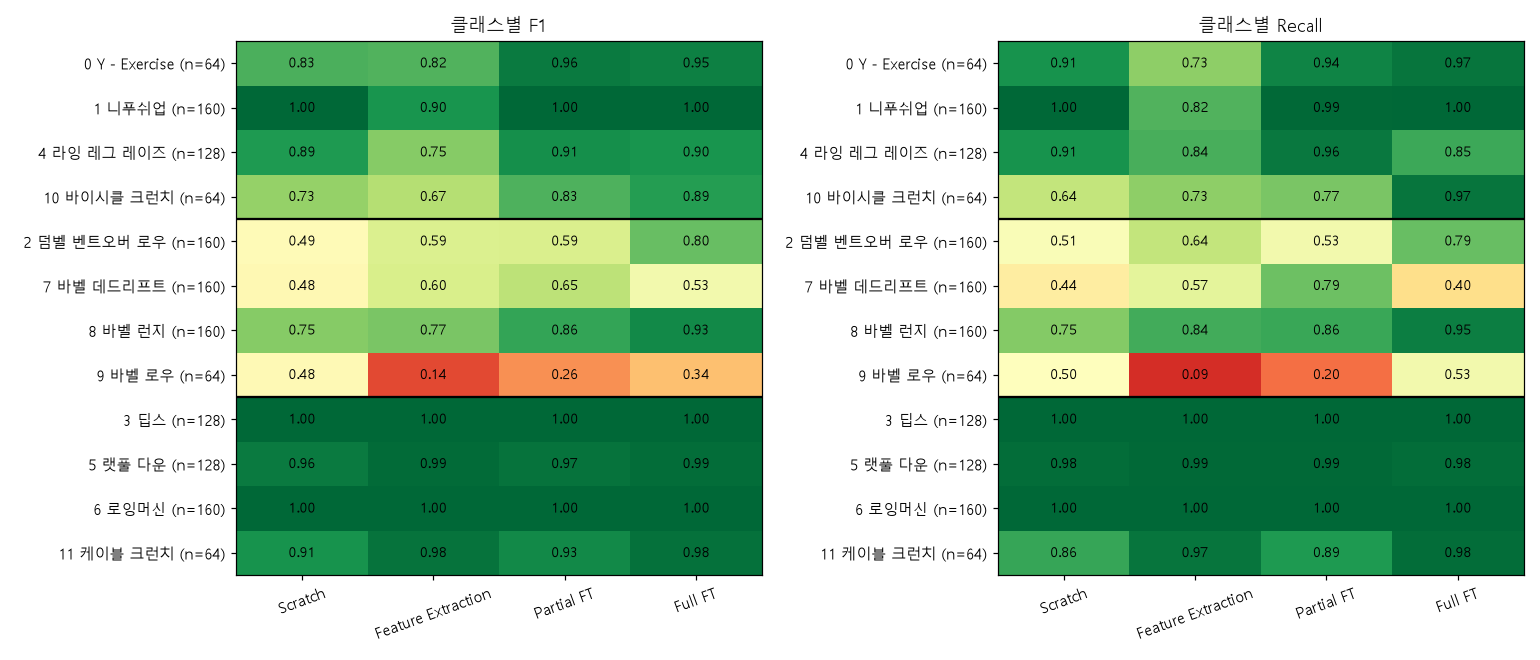 클래스별 F1
0 Y - Exercise (n=64) 0.83 0.82 0.96 0.95
1 니푸쉬업 (n=160) 1.00 0.90 1.00 1.00
4 라잉 레그 레이즈 (n=128) 0.89 0.75 0.91 0.90
10 바이시클 크런치 (n=64) 0.73 0.67 0.83 0.89
2 덤벨 벤트오버 로우 (n=160) 0.49 0.59 0.59 0.80
7 바벨 데드리프트 (n=160) 0.48 0.60 0.65 0.53
8 바벨 런지 (n=160) 0.75 0.77 0.86 0.93
9 바벨 로우 (n=64) 0.48 0.14 0.26 0.34
3 딥스 (n=128) 1.00 1.00 1.00 1.00
5 랫풀 다운 (n=128) 0.96 0.99 0.97 0.99
6 로잉머신 (n=160) 1.00 1.00 1.00 1.00
11 케이블 크런치 (n=64) 0.91 0.98 0.93 0.98
Scratch Feature Extraction Partial FT Full FT
클래스별 Recall
0 Y - Exercise (n=64) 0.91 0.73 0.94 0.97
1 니푸쉬업 (n=160) 1.00 0.82 0.99 1.00
4 라잉 레그 레이즈 (n=128) 0.91 0.84 0.96 0.85
10 바이시클 크런치 (n=64) 0.64 0.73 0.77 0.97
2 덤벨 벤트오버 로우 (n=160) 0.51 0.64 0.53 0.79
7 바벨 데드리프트 (n=160) 0.44 0.57 0.79 0.40
8 바벨 런지 (n=160) 0.75 0.84 0.86 0.95
9 바벨 로우 (n=64) 0.50 0.09 0.20 0.53
3 딥스 (n=128) 1.00 1.00 1.00 1.00
5 랫풀 다운 (n=128) 0.98 0.99 0.99 0.98
6 로잉머신 (n=160) 1.00 1.00 1.00 1.00
11 케이블 크런치 (n=64) 0.86 0.97 0.89 0.98
Scratch Feature Extraction Partial FT Full FT